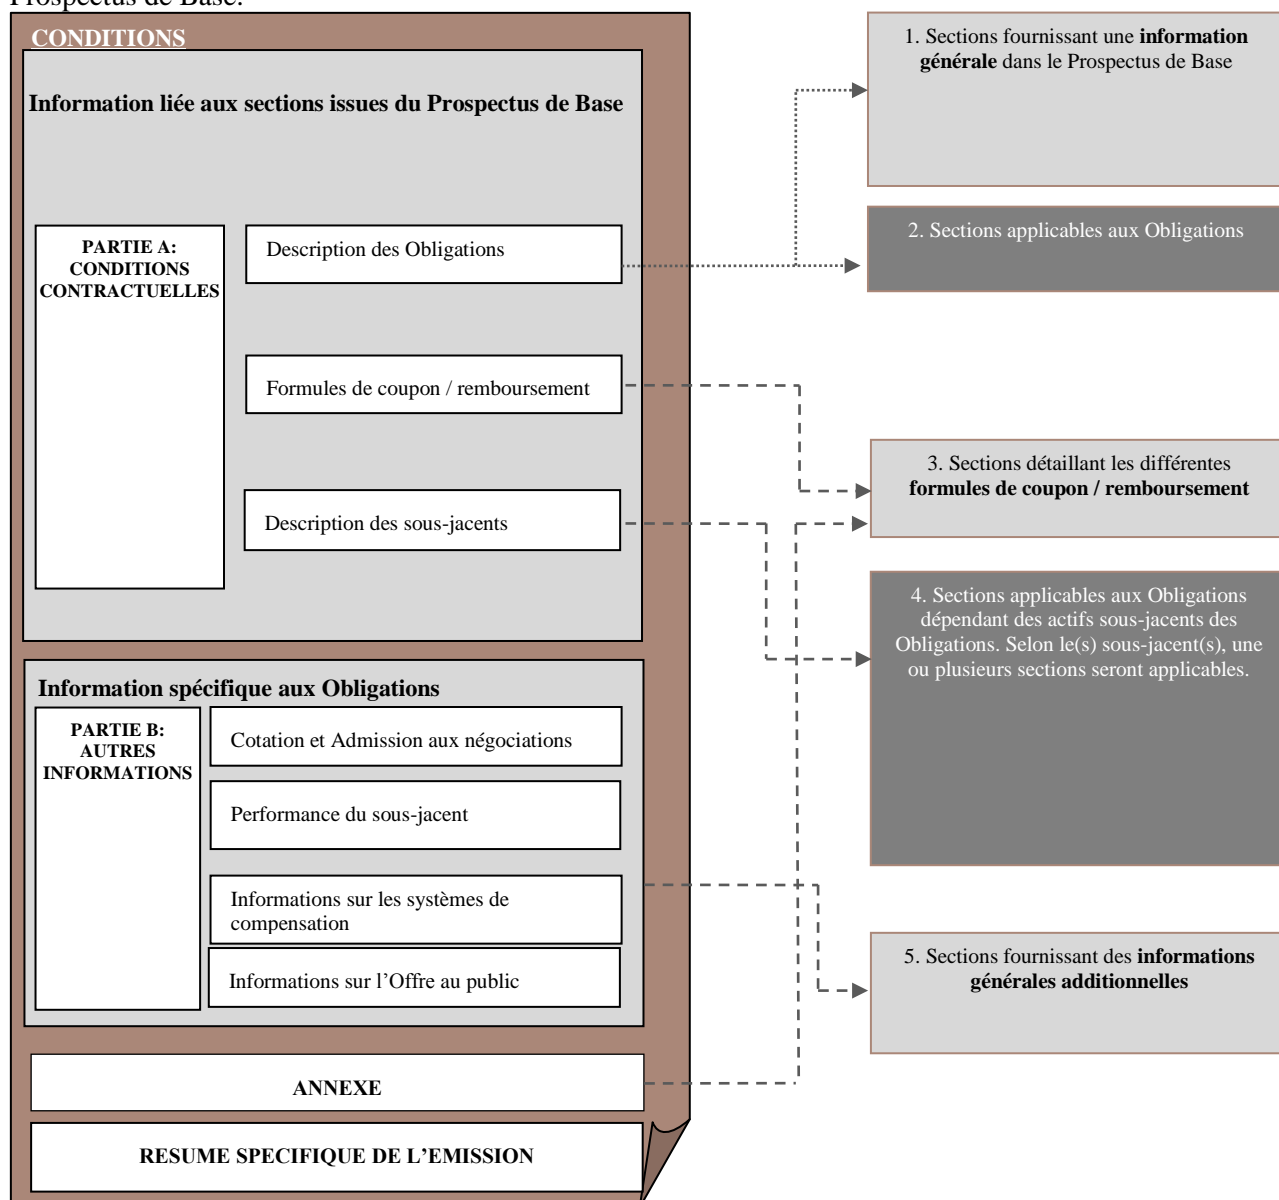 Prospectus de Base.
CONDITIONS
Information liée aux sections issues du Prospectus de Base
PARTIE A:
CONDITIONS
CONTRACTUELLES
Description des Obligations
Formules de coupon / remboursement
Description des sous-jacents
Information spécifique aux Obligations
PARTIE B:
AUTRES
INFORMATIONS
Cotation et Admission aux négociations
Performance du sous-jacent
Informations sur les systèmes de
compensation
Informations sur l’Offre au public
ANNEXE
RESUME SPECIFIQUE DE L’EMISSION
1. Sections fournissant une information
générale dans le Prospectus de Base
2. Sections applicables aux Obligations
3. Sections détaillant les différentes
formules de coupon / remboursement
4. Sections applicables aux Obligations
dépendant des actifs sous-jacents des
Obligations. Selon le(s) sous-jacent(s), une
ou plusieurs sections seront applicables.
5. Sections fournissant des informations
générales additionnelles